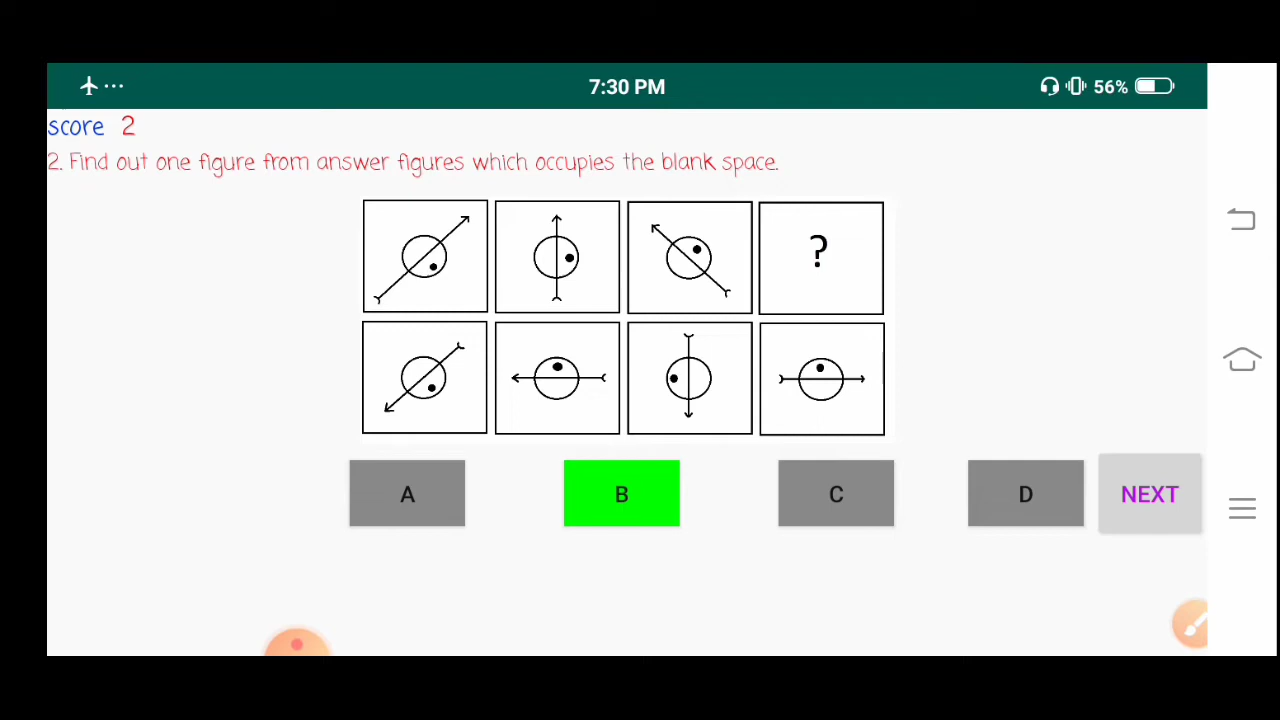 7:30 PM
56%
score 2
2. Find out one figure from answer figures which occupies the blank space.
?
A
B
C
D
NEXT